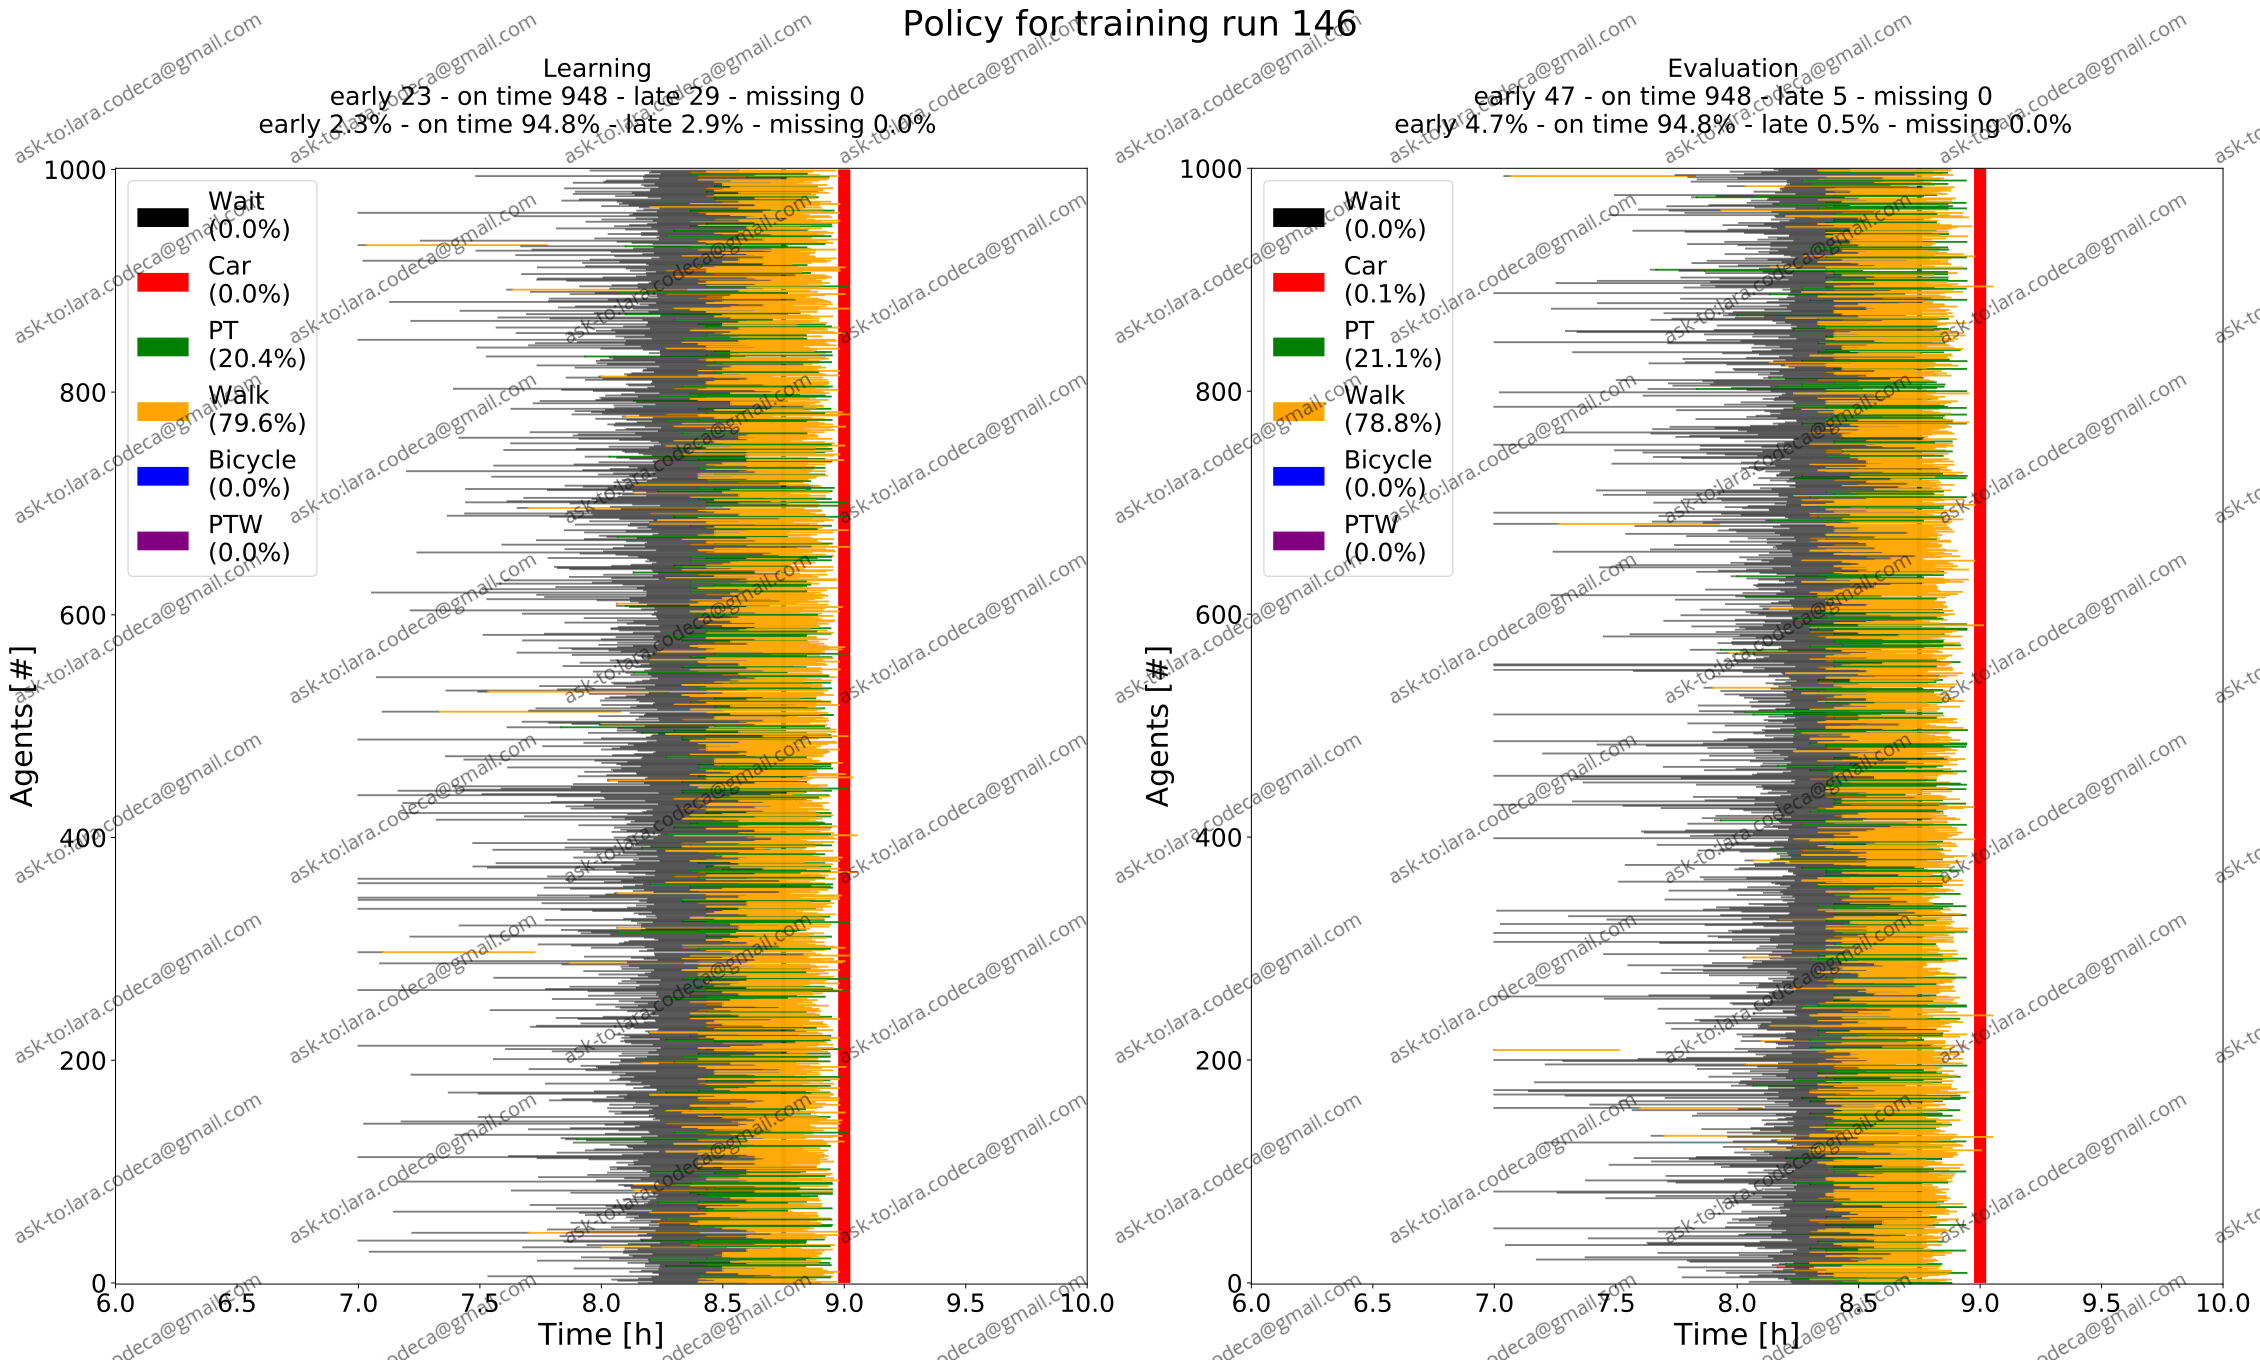 Policy for training run 146
Learning
early 23 - on time 948 - late 29 - missing 0
early 2.3% - on time 94.8% - late 2.9% - missing 0.0%
1000
800
600
400
200
0
Agents [#]
Wait
(0.0%)
Car
(0.0%)
PT
(20.4%)
Walk
(79.6%)
Bicycle
(0.0%)
PTW
(0.0%)
6.0 6.5 7.0 7.5 8.0 8.5 9.0 9.5 10.0
Time [h]
Evaluation
early 47 - on time 948 - late 5 - missing 0
early 4.7% - on time 94.8% - late 0.5% - missing 0.0%
1000
800
600
400
200
0
Agents [#]
Wait
(0.0%)
Car
(0.1%)
PT
(21.1%)
Walk
(78.8%)
Bicycle
(0.0%)
PTW
(0.0%)
6.0 6.5 7.0 7.5 8.0 8.5 9.0 9.5 10.0
Time [h]
ask-to:lara.codeca@gmail.com